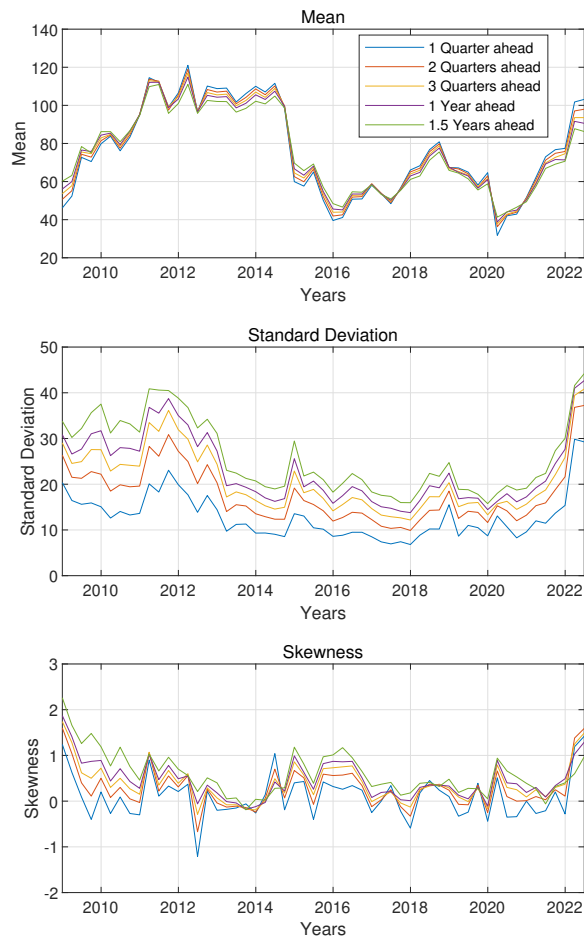 Mean
140
120
100
80
60
40
20
Mean
1 Quarter ahead
2 Quarters ahead
3 Quarters ahead
1 Year ahead
1.5 Years ahead
2010 2012 2014 2016 2018 2020 2022
Years
Standard Deviation
50
40
30
20
10
0
Standard Deviation
2010 2012 2014 2016 2018 2020 2022
Years
Skewness
3
2
1
0
-1
-2
Skewness
2010 2012 2014 2016 2018 2020 2022
Years